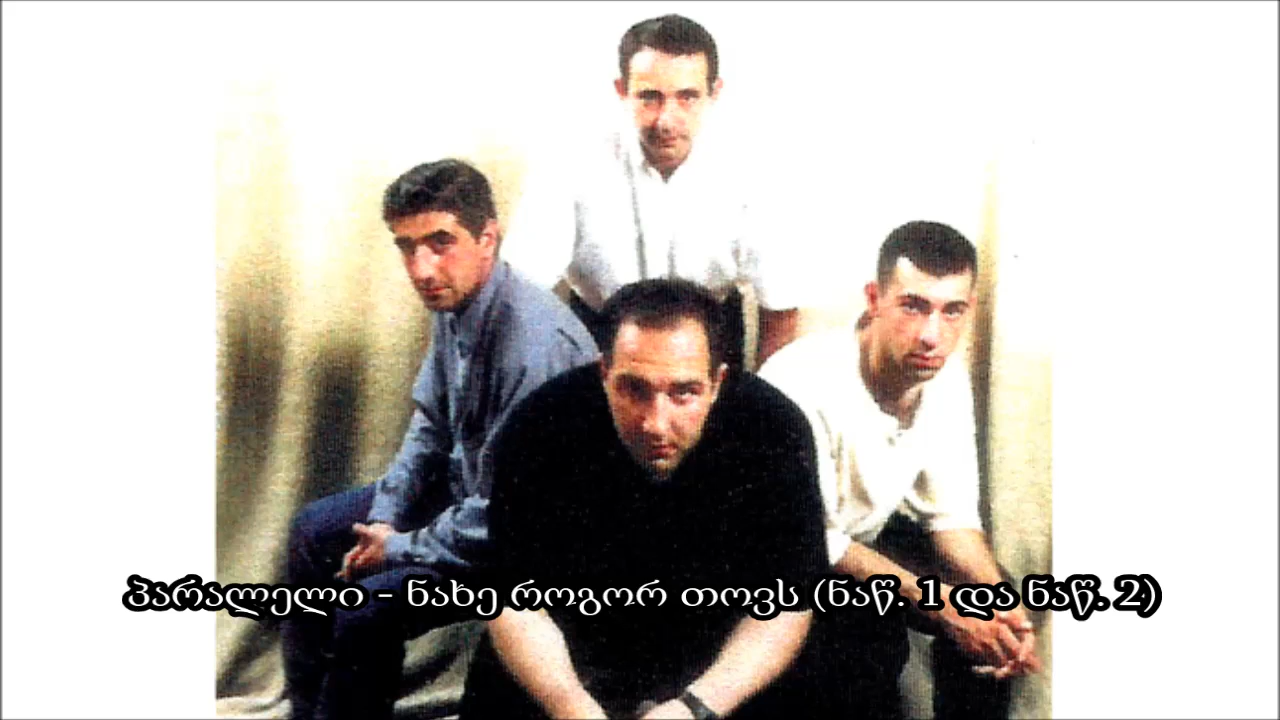 პარალელი - ნახე როგორ თოვს (ნაწ. 1 და ნაწ. 2)